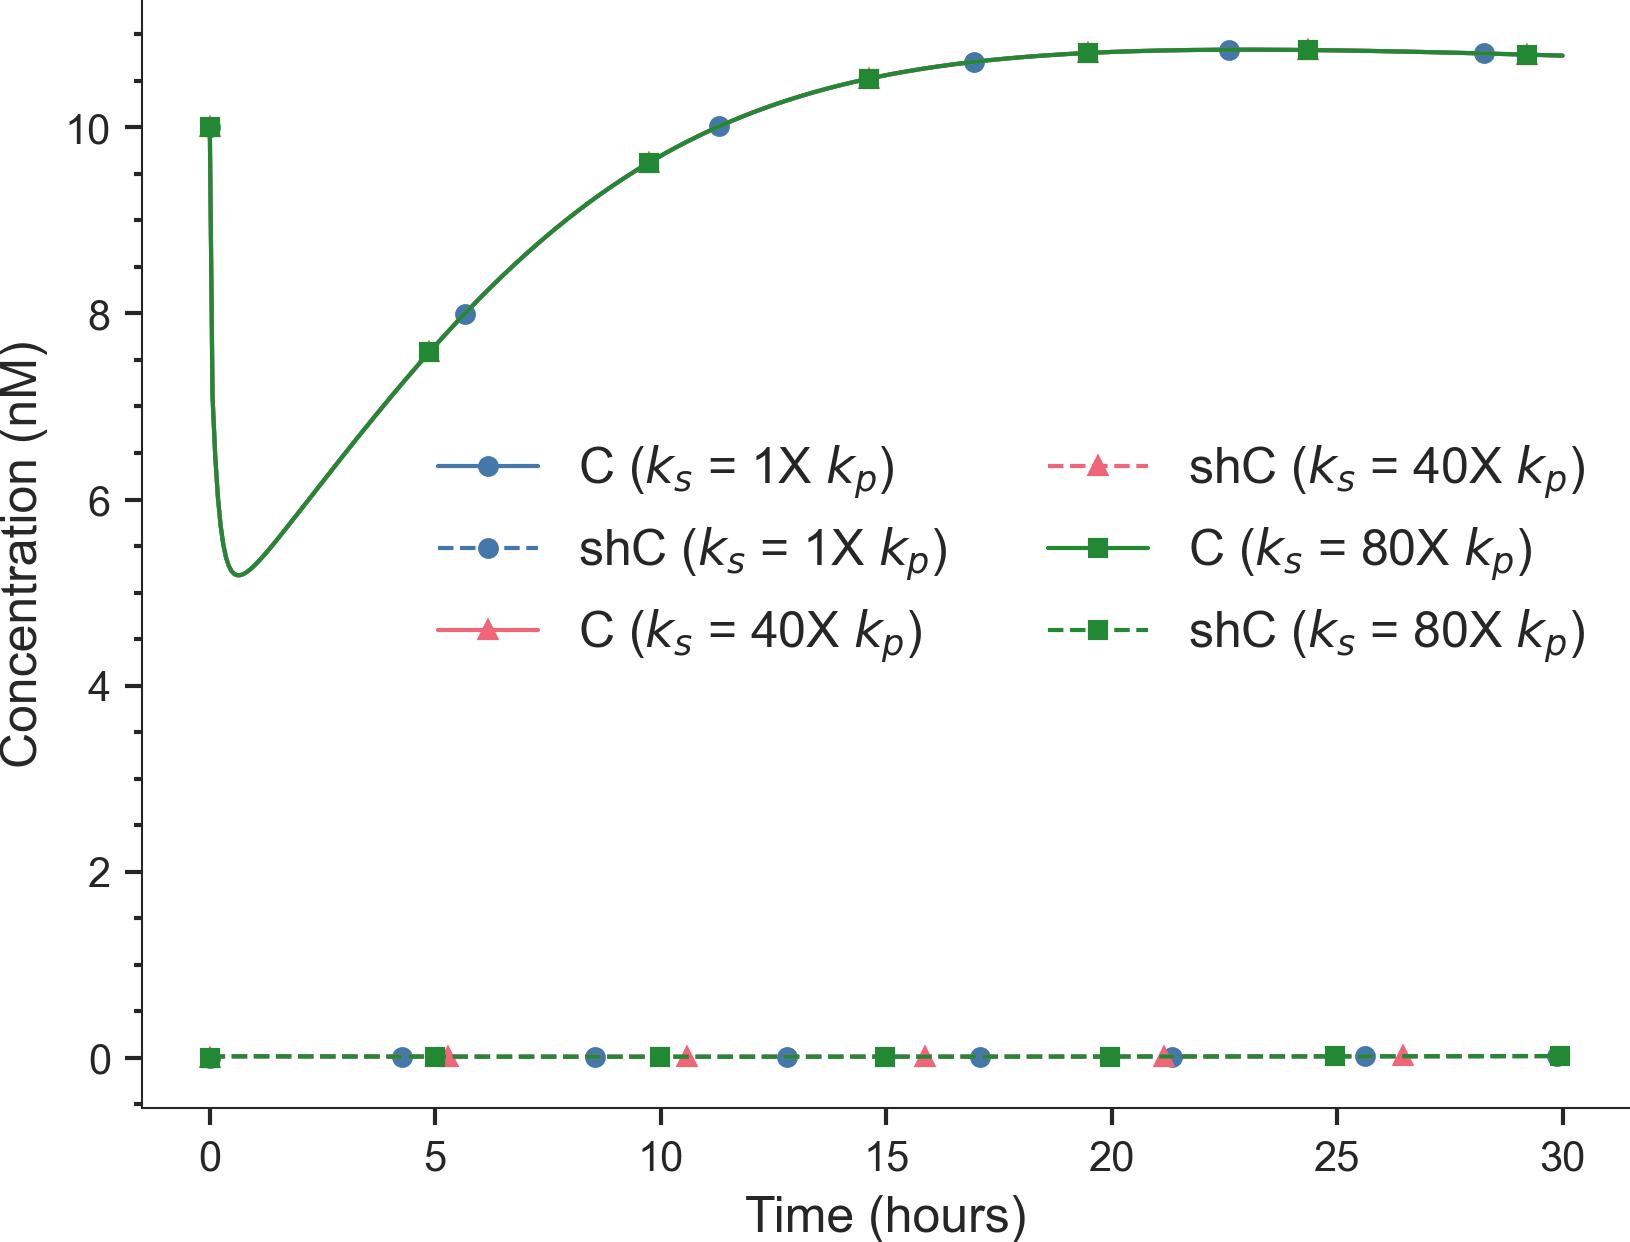 Concentration (nM)
10
8
6
4
2
0
C (kₛ = 1X kₚ)
shC (kₛ = 1X kₚ)
C (kₛ = 40X kₚ)
shC (kₛ = 40X kₚ)
C (kₛ = 80X kₚ)
shC (kₛ = 80X kₚ)
0 5 10 15 20 25 30
Time (hours)